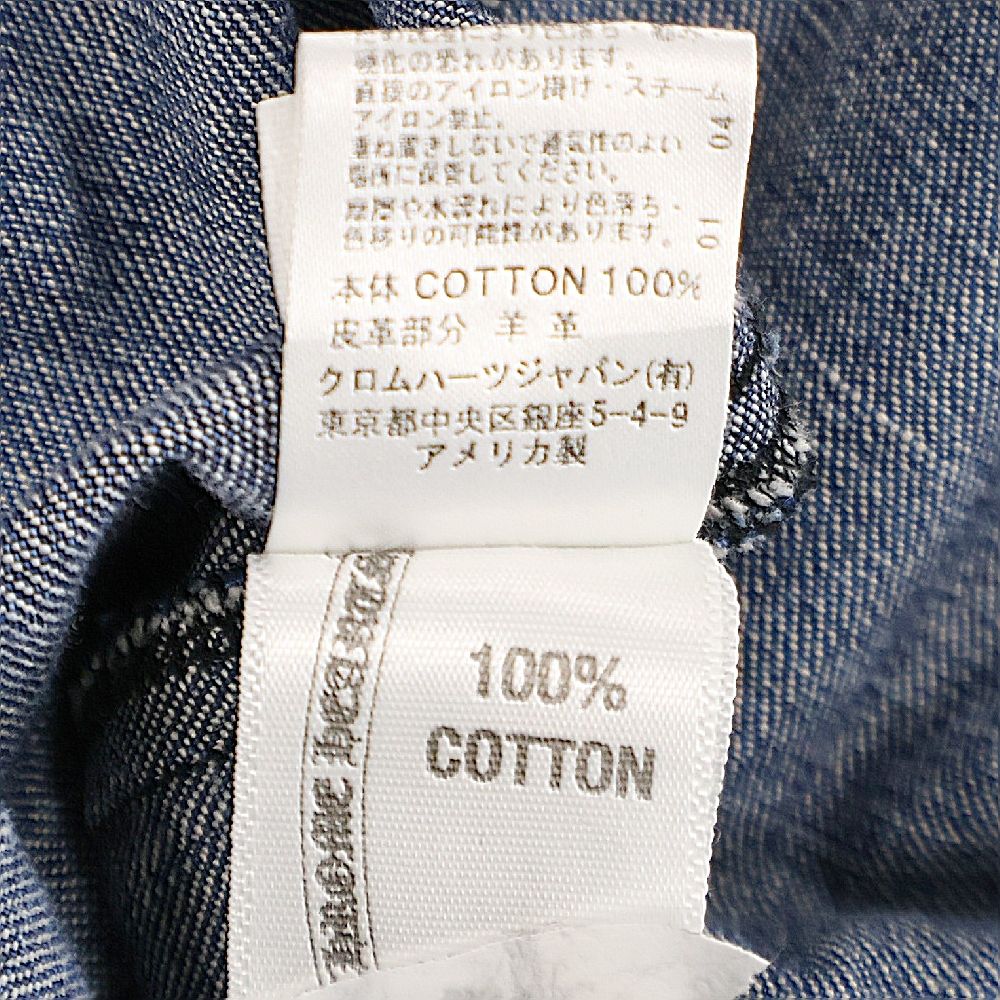 硬化の恐れがあります。
直接のアイロン掛け・スチーム
アイロン禁止。
重ね置きしないで通気性のよい
場所に保管してください。
摩擦や水濡れにより色落ち・
色移りの可能性があります。
01 04
本体 COTTON 100%
皮革部分 羊革
クロムハーツジャパン(有)
東京都中央区銀座5-4-9
アメリカ製
100%
COTTON